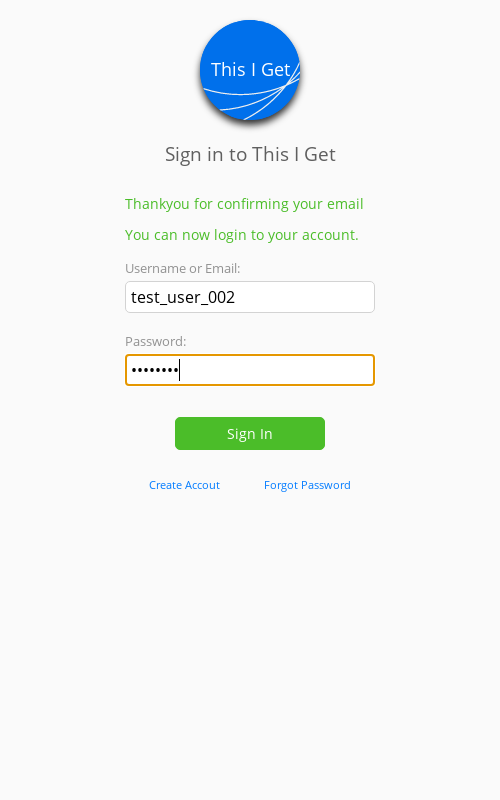 This I Get
Sign in to This I Get
Thankyou for confirming your email
You can now login to your account.
Username or Email:
test_user_002
Password:
••••••••
Sign In
Create Accout
Forgot Password